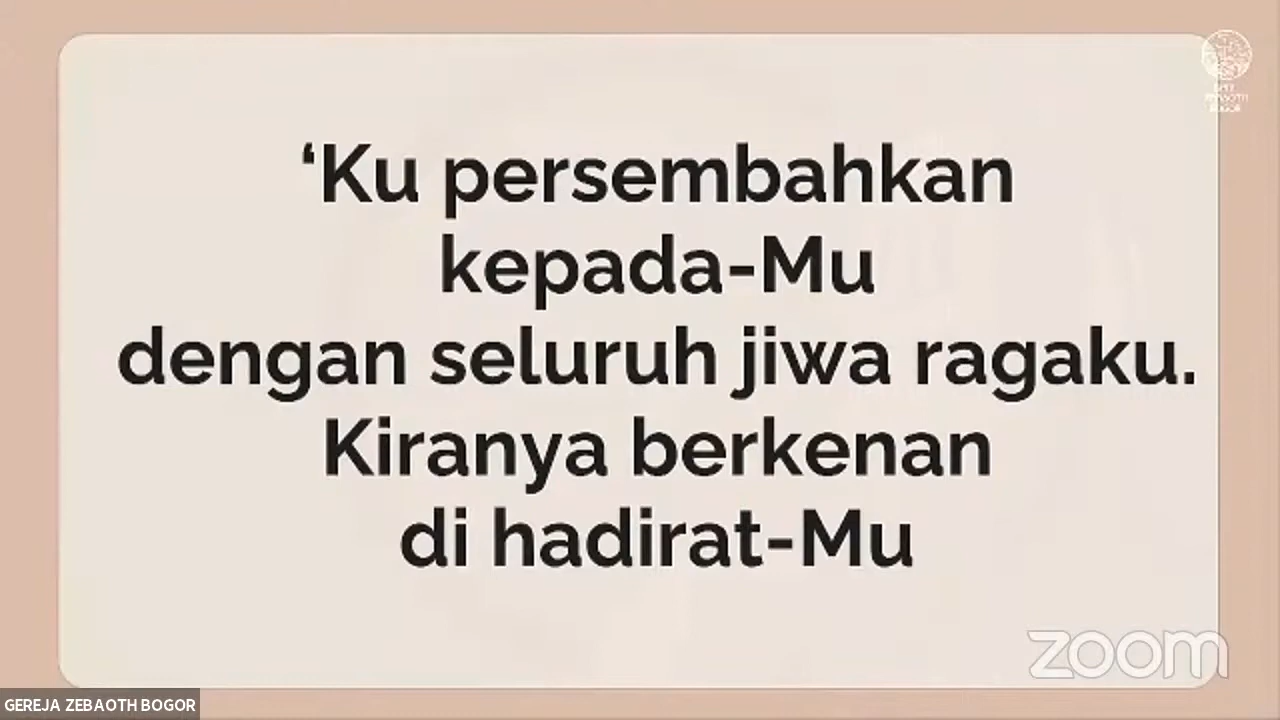 ‘Ku persembahkan
kepada-Mu
dengan seluruh jiwa ragaku.
Kiranya berkenan
di hadirat-Mu
zoom
GEREJA ZEBAOTH BOGOR